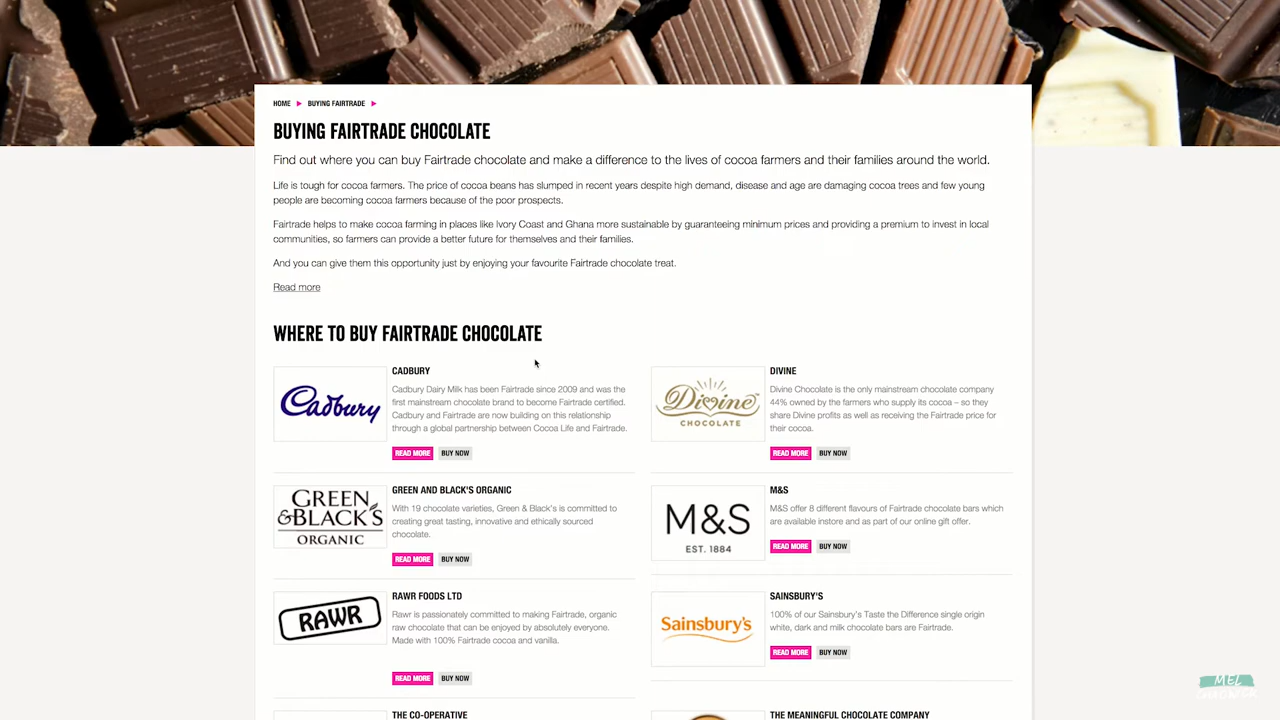 HOME ▶ BUYING FAIRTRADE ▶
BUYING FAIRTRADE CHOCOLATE
Find out where you can buy Fairtrade chocolate and make a difference to the lives of cocoa farmers and their families around the world.
Life is tough for cocoa farmers. The price of cocoa beans has slumped in recent years despite high demand, disease and age are damaging cocoa trees and few young
people are becoming cocoa farmers because of the poor prospects.
Fairtrade helps to make cocoa farming in places like Ivory Coast and Ghana more sustainable by guaranteeing minimum prices and providing a premium to invest in local
communities, so farmers can provide a better future for themselves and their families.
And you can give them this opportunity just by enjoying your favourite Fairtrade chocolate treat.
Read more
WHERE TO BUY FAIRTRADE CHOCOLATE
Cadbury
CADBURY
Cadbury Dairy Milk has been Fairtrade since 2009 and was the
first mainstream chocolate brand to become Fairtrade certified.
Cadbury and Fairtrade are now building on this relationship
through a global partnership between Cocoa Life and Fairtrade.
READ MORE BUY NOW
Divine
CHOCOLATE
DIVINE
Divine Chocolate is the only mainstream chocolate company
44% owned by the farmers who supply its cocoa – so they
share Divine profits as well as receiving the Fairtrade price for
their cocoa.
READ MORE BUY NOW
GREEN
&BLACK'S
ORGANIC
GREEN AND BLACK'S ORGANIC
With 19 chocolate varieties, Green & Black's is committed to
creating great tasting, innovative and ethically sourced
chocolate.
READ MORE BUY NOW
M&S
EST. 1884
M&S
M&S offer 8 different flavours of Fairtrade chocolate bars which
are available instore and as part of our online gift offer.
READ MORE BUY NOW
RAWR
RAWR FOODS LTD
Rawr is passionately committed to making Fairtrade, organic
raw chocolate that can be enjoyed by absolutely everyone.
Made with 100% Fairtrade cocoa and vanilla.
READ MORE BUY NOW
Sainsbury's
SAINSBURY'S
100% of our Sainsbury's Taste the Difference single origin
white, dark and milk chocolate bars are Fairtrade.
READ MORE BUY NOW
THE CO-OPERATIVE
THE MEANINGFUL CHOCOLATE COMPANY
MEL